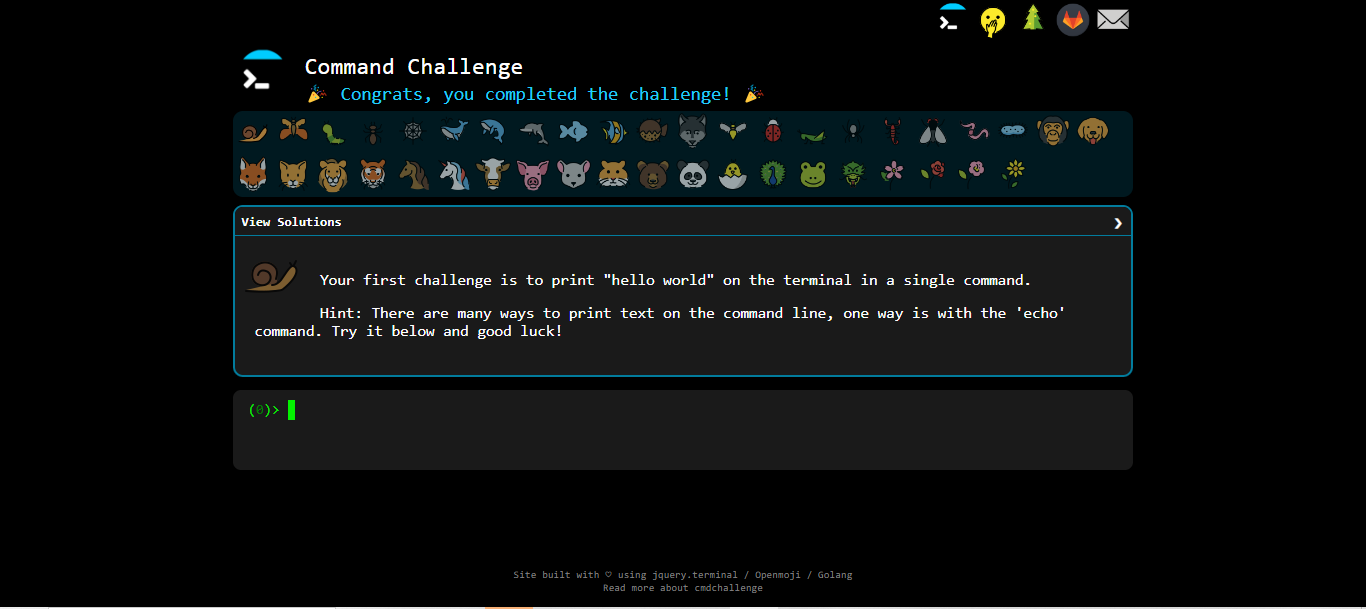 Command Challenge
Congrats, you completed the challenge!
View Solutions
Your first challenge is to print "hello world" on the terminal in a single command.
Hint: There are many ways to print text on the command line, one way is with the 'echo'
command. Try it below and good luck!
(0)>
Site built with ♡ using jquery.terminal / Openmoji / Golang
Read more about cmdchallenge